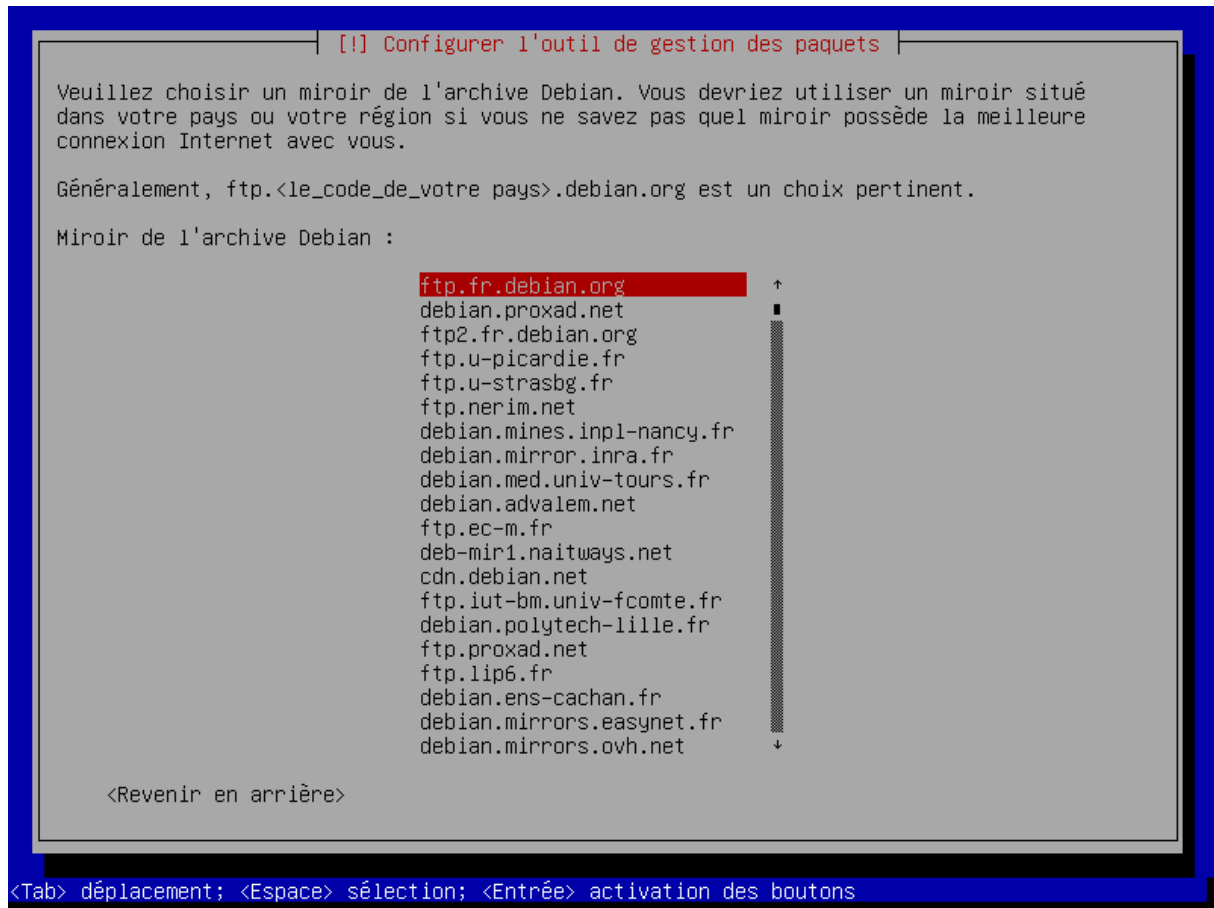 [!] Configurer l'outil de gestion des paquets
Veuillez choisir un miroir de l'archive Debian. Vous devriez utiliser un miroir situé
dans votre pays ou votre région si vous ne savez pas quel miroir possède la meilleure
connexion Internet avec vous.
Généralement, ftp.<le_code_de_votre pays>.debian.org est un choix pertinent.
Miroir de l'archive Debian :
ftp.fr.debian.org
debian.proxad.net
ftp2.fr.debian.org
ftp.u-picardie.fr
ftp.u-strasbg.fr
ftp.nerim.net
debian.mines.inpl-nancy.fr
debian.mirror.inra.fr
debian.med.univ-tours.fr
debian.advalem.net
ftp.ec-m.fr
deb-mir1.naitways.net
cdn.debian.net
ftp.iut-bm.univ-fcomte.fr
debian.polytech-lille.fr
ftp.proxad.net
ftp.lip6.fr
debian.ens-cachan.fr
debian.mirrors.easynet.fr
debian.mirrors.ovh.net
<Revenir en arrière>
<Tab> déplacement; <Espace> sélection; <Entrée> activation des boutons